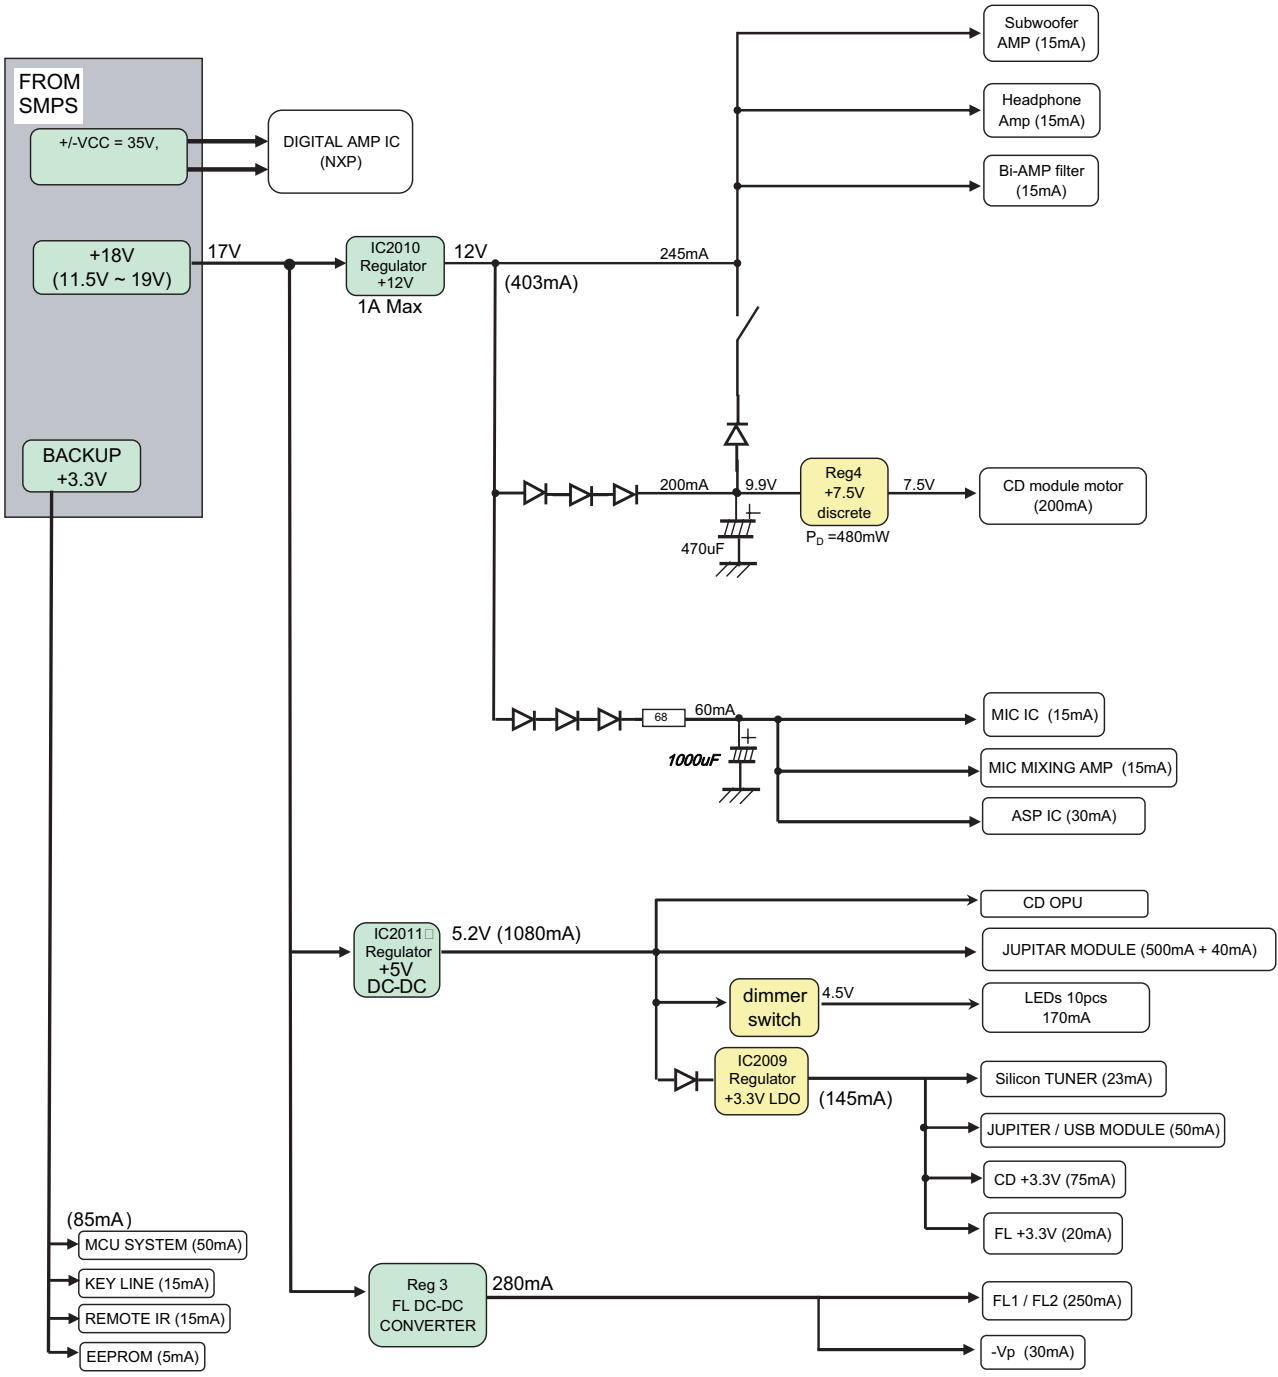 Subwoofer
AMP (15mA)
FROM
SMPS
+/-VCC = 35V,
DIGITAL AMP IC
(NXP)
Headphone
Amp (15mA)
Bi-AMP filter
(15mA)
+18V
(11.5V ~ 19V)
17V
IC2010
Regulator
+12V
1A Max
12V
(403mA)
245mA
BACKUP
+3.3V
200mA
9.9V
Reg4
+7.5V
discrete
PD =480mW
7.5V
CD module motor
(200mA)
+
470uF
68
60mA
+
1000uF
MIC IC (15mA)
MIC MIXING AMP (15mA)
ASP IC (30mA)
IC2011□
Regulator
+5V
DC-DC
5.2V (1080mA)
CD OPU
JUPITAR MODULE (500mA + 40mA)
dimmer
switch
4.5V
LEDs 10pcs
170mA
IC2009
Regulator
+3.3V LDO
(145mA)
Silicon TUNER (23mA)
JUPITER / USB MODULE (50mA)
CD +3.3V (75mA)
FL +3.3V (20mA)
(85mA)
MCU SYSTEM (50mA)
KEY LINE (15mA)
REMOTE IR (15mA)
EEPROM (5mA)
Reg 3
FL DC-DC
CONVERTER
280mA
FL1 / FL2 (250mA)
-Vp (30mA)